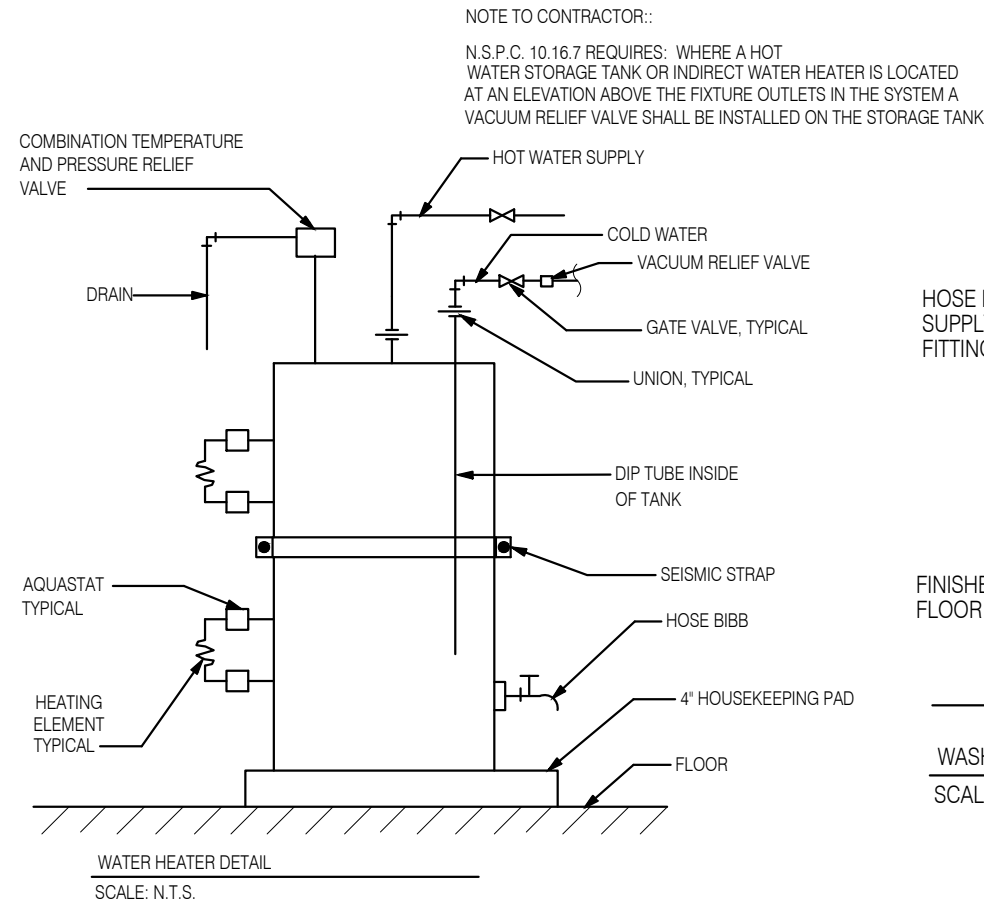 NOTE TO CONTRACTOR::
N.S.P.C. 10.16.7 REQUIRES: WHERE A HOT
WATER STORAGE TANK OR INDIRECT WATER HEATER IS LOCATED
AT AN ELEVATION ABOVE THE FIXTURE OUTLETS IN THE SYSTEM A
VACUUM RELIEF VALVE SHALL BE INSTALLED ON THE STORAGE TANK
COMBINATION TEMPERATURE
AND PRESSURE RELIEF
VALVE
HOT WATER SUPPLY
COLD WATER
VACUUM RELIEF VALVE
DRAIN
GATE VALVE, TYPICAL
UNION, TYPICAL
DIP TUBE INSIDE
OF TANK
SEISMIC STRAP
AQUASTAT
TYPICAL
HOSE BIBB
HEATING
ELEMENT
TYPICAL
4" HOUSEKEEPING PAD
FLOOR
WATER HEATER DETAIL
SCALE: N.T.S.
HOSE
FLOOR